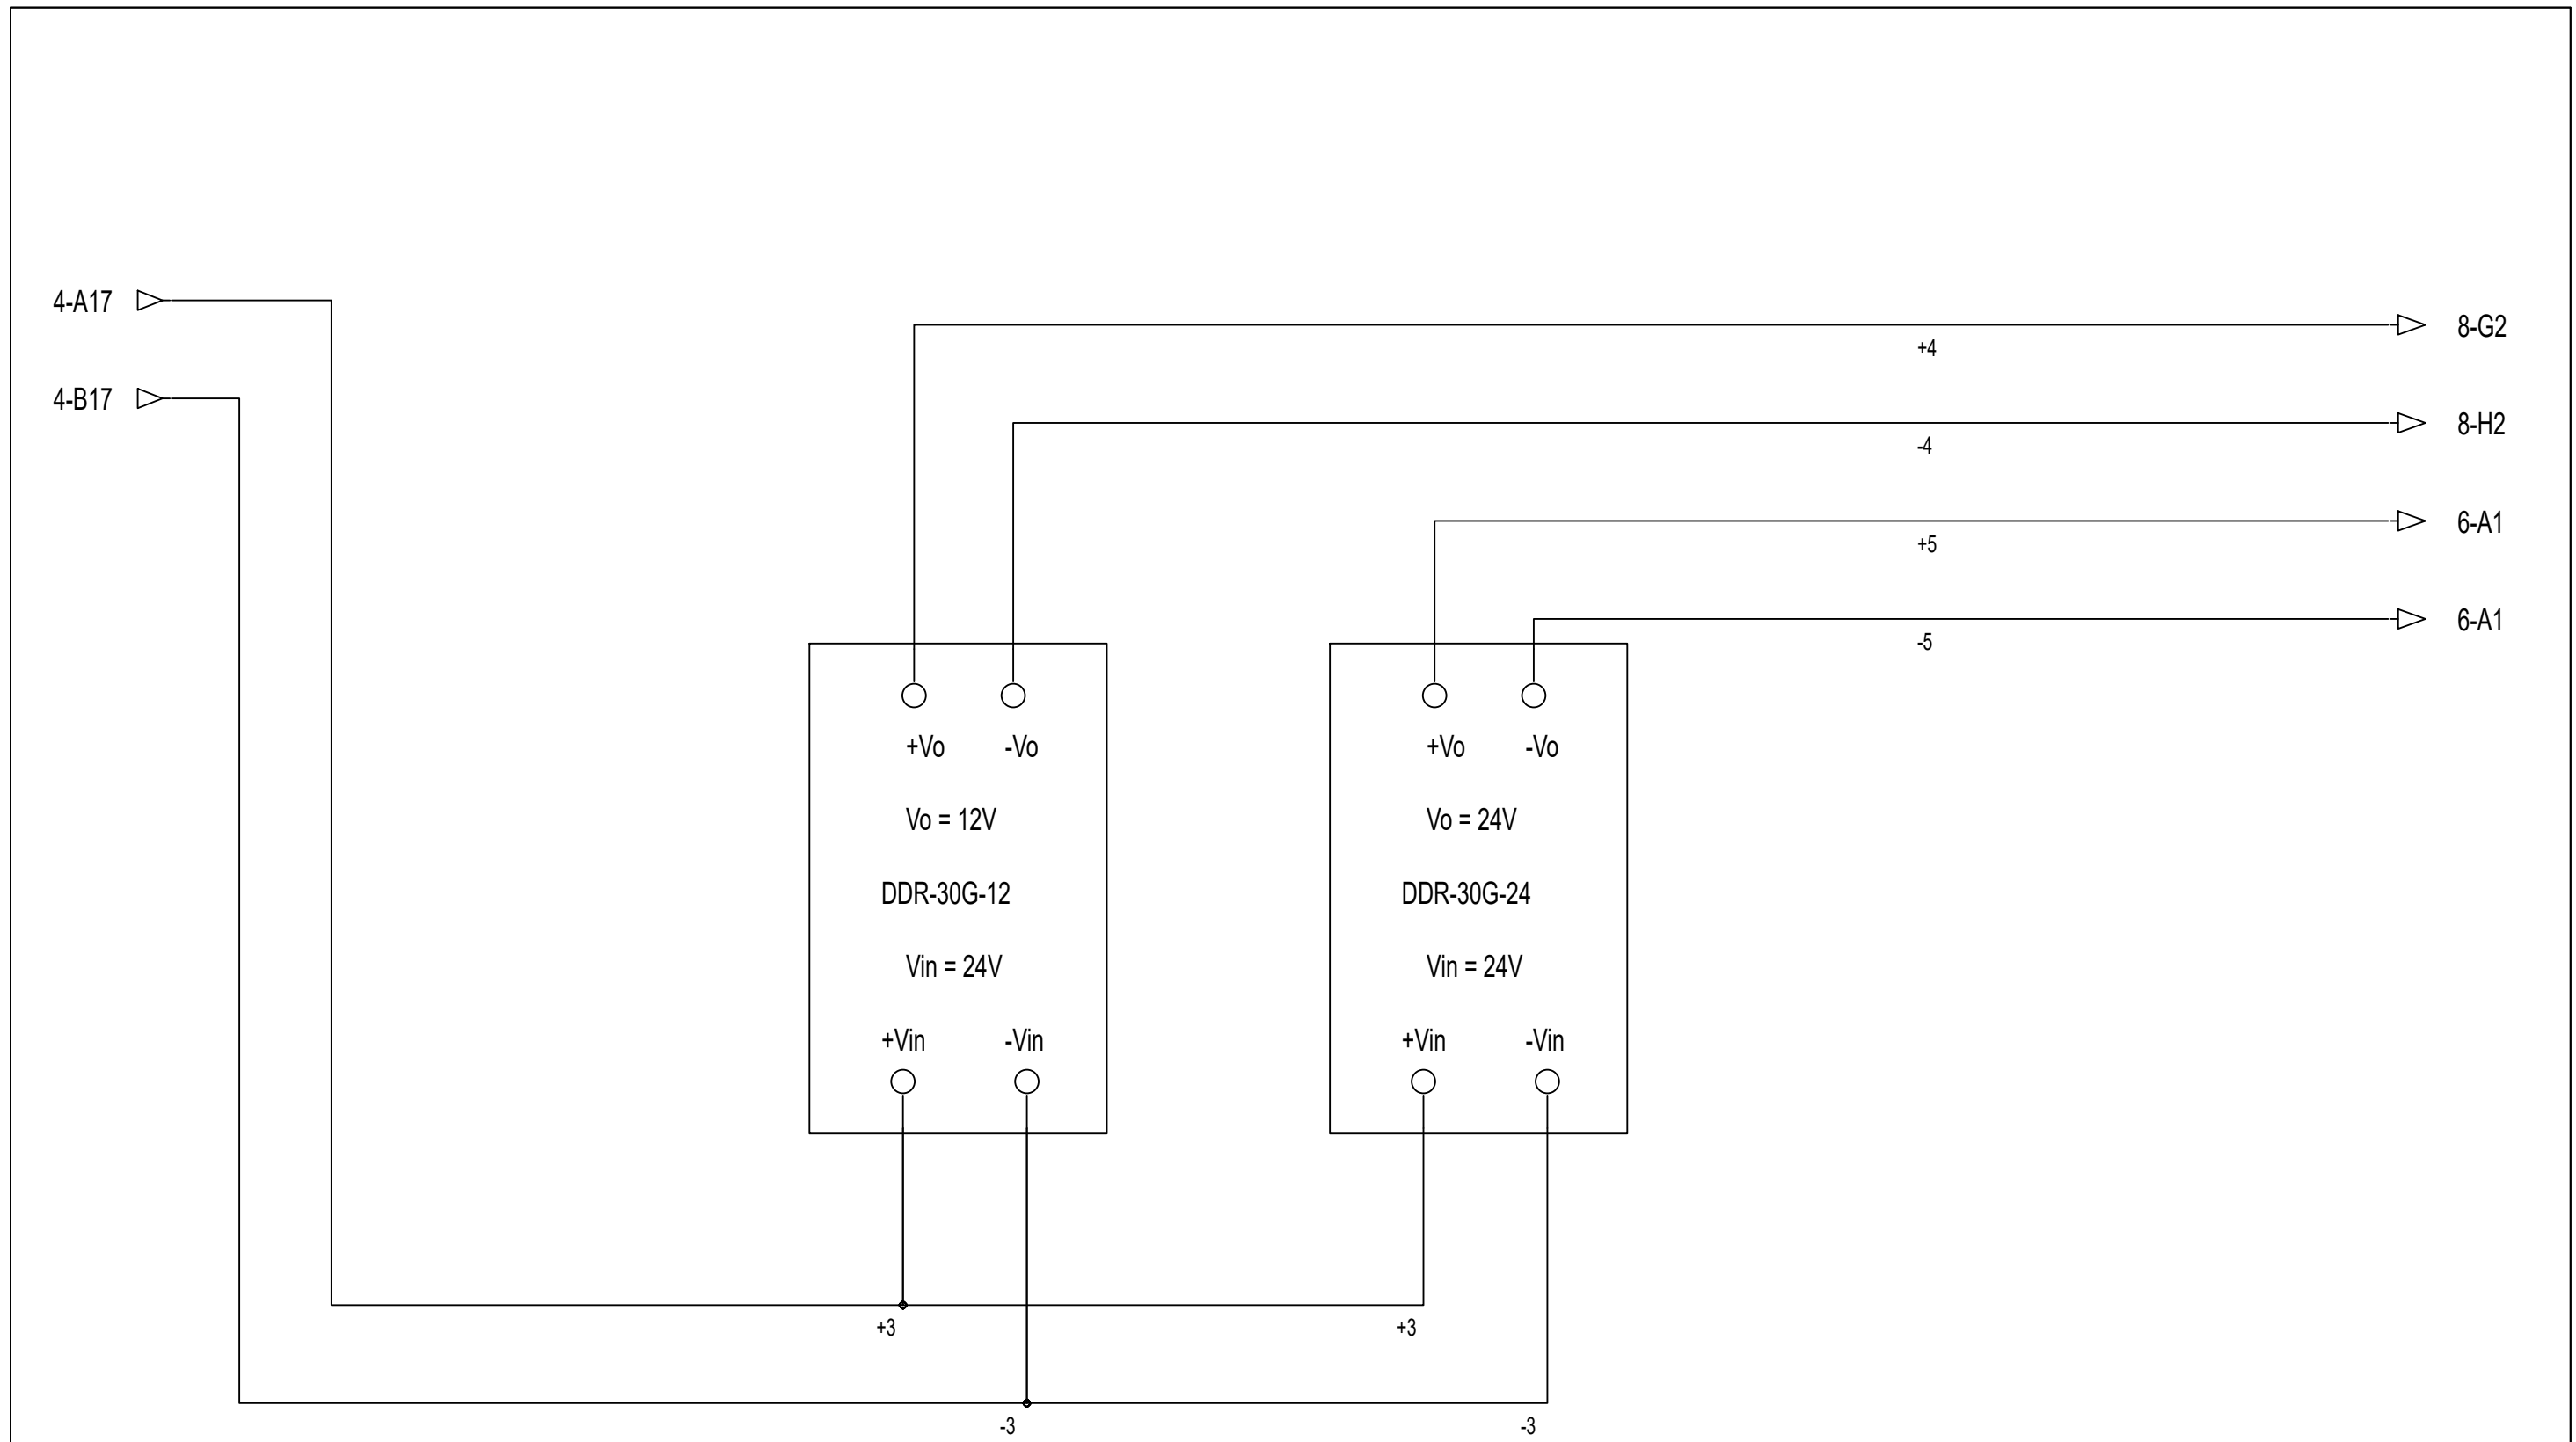 4-A17
8-G2
+4
4-B17
8-H2
-4
6-A1
+5
6-A1
-5
+Vo -Vo +Vo -Vo
Vo = 12V Vo = 24V
DDR-30G-12 DDR-30G-24
Vin = 24V Vin = 24V
+Vin -Vin +Vin -Vin
+3 +3
-3 -3